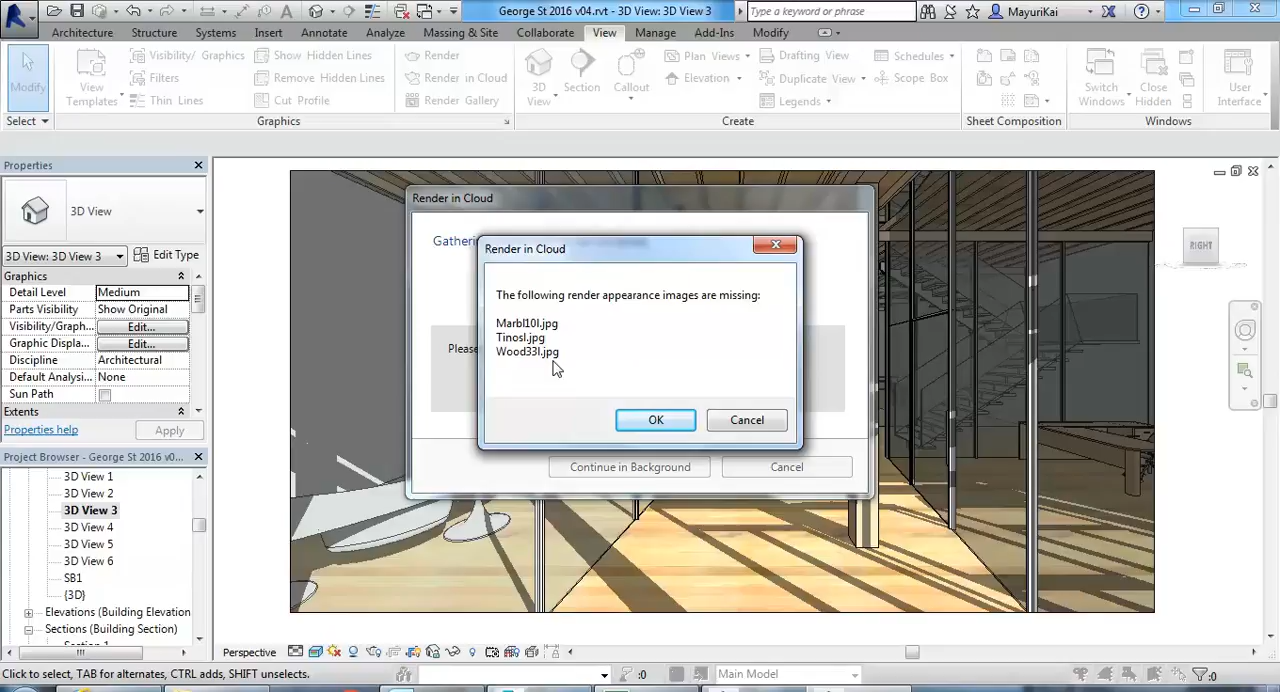 George St 2016 v04.rvt - 3D View: 3D View 3
Type a keyword or phrase
MayuriKai
Architecture Structure Systems Insert Annotate Analyze Massing & Site Collaborate View Manage Add-Ins Modify
Modify
View Templates
Visibility/ Graphics
Filters
Thin Lines
Show Hidden Lines
Remove Hidden Lines
Cut Profile
Render
Render in Cloud
Render Gallery
3D View
Section
Callout
Plan Views
Elevation
Drafting View
Duplicate View
Legends
Schedules
Scope Box
Switch Windows
Close Hidden
User Interface
Select
Graphics
Create
Sheet Composition
Windows
Properties
3D View
3D View: 3D View 3
Edit Type
Graphics
Detail Level Medium
Parts Visibility Show Original
Visibility/Graph... Edit...
Graphic Displa... Edit...
Discipline Architectural
Default Analysi... None
Sun Path
Extents
Properties help
Apply
Project Browser - George St 2016 v0...
3D View 1
3D View 2
3D View 3
3D View 4
3D View 5
3D View 6
SB1
{3D}
Elevations (Building Elevation
Sections (Building Section)
Section 1
Render in Cloud
Gatheri
Please
Render in Cloud
The following render appearance images are missing:
Marbl10l.jpg
Tinosl.jpg
Wood33l.jpg
OK
Cancel
Continue in Background
Cancel
RIGHT
Perspective
Click to select, TAB for alternates, CTRL adds, SHIFT unselects.
:0
Main Model
:0